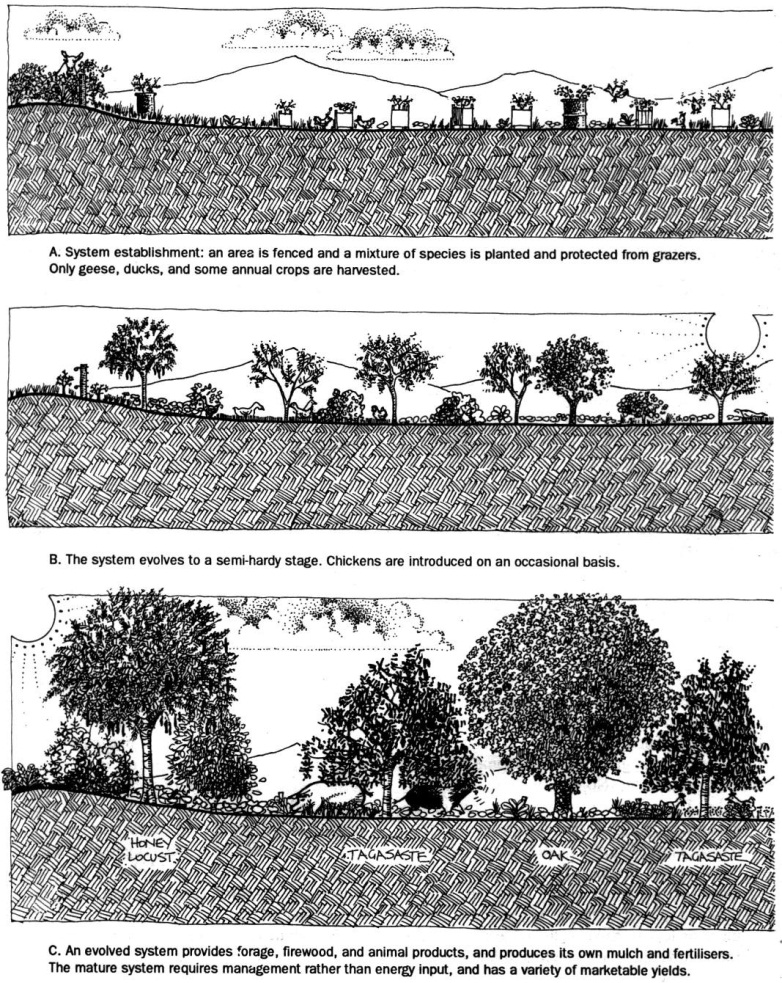 A. System establishment: an area is fenced and a mixture of species is planted and protected from grazers.
Only geese, ducks, and some annual crops are harvested.
B. The system evolves to a semi-hardy stage. Chickens are introduced on an occasional basis.
HONEY
LOCUST
TAGASASTE
OAK
TAGASASTE
C. An evolved system provides forage, firewood, and animal products, and produces its own mulch and fertilisers.
The mature system requires management rather than energy input, and has a variety of marketable yields.